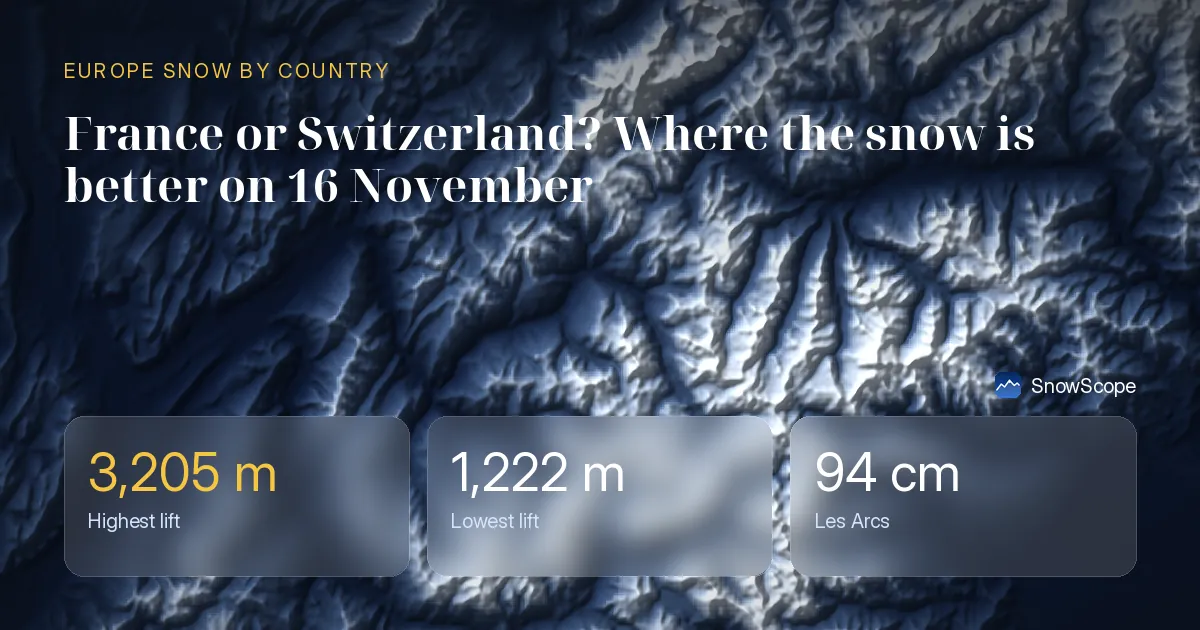 EUROPE SNOW BY COUNTRY
France or Switzerland? Where the snow is
better on 16 November
SnowScope
3,205 m
Highest lift
1,222 m
Lowest lift
94 cm
Les Arcs